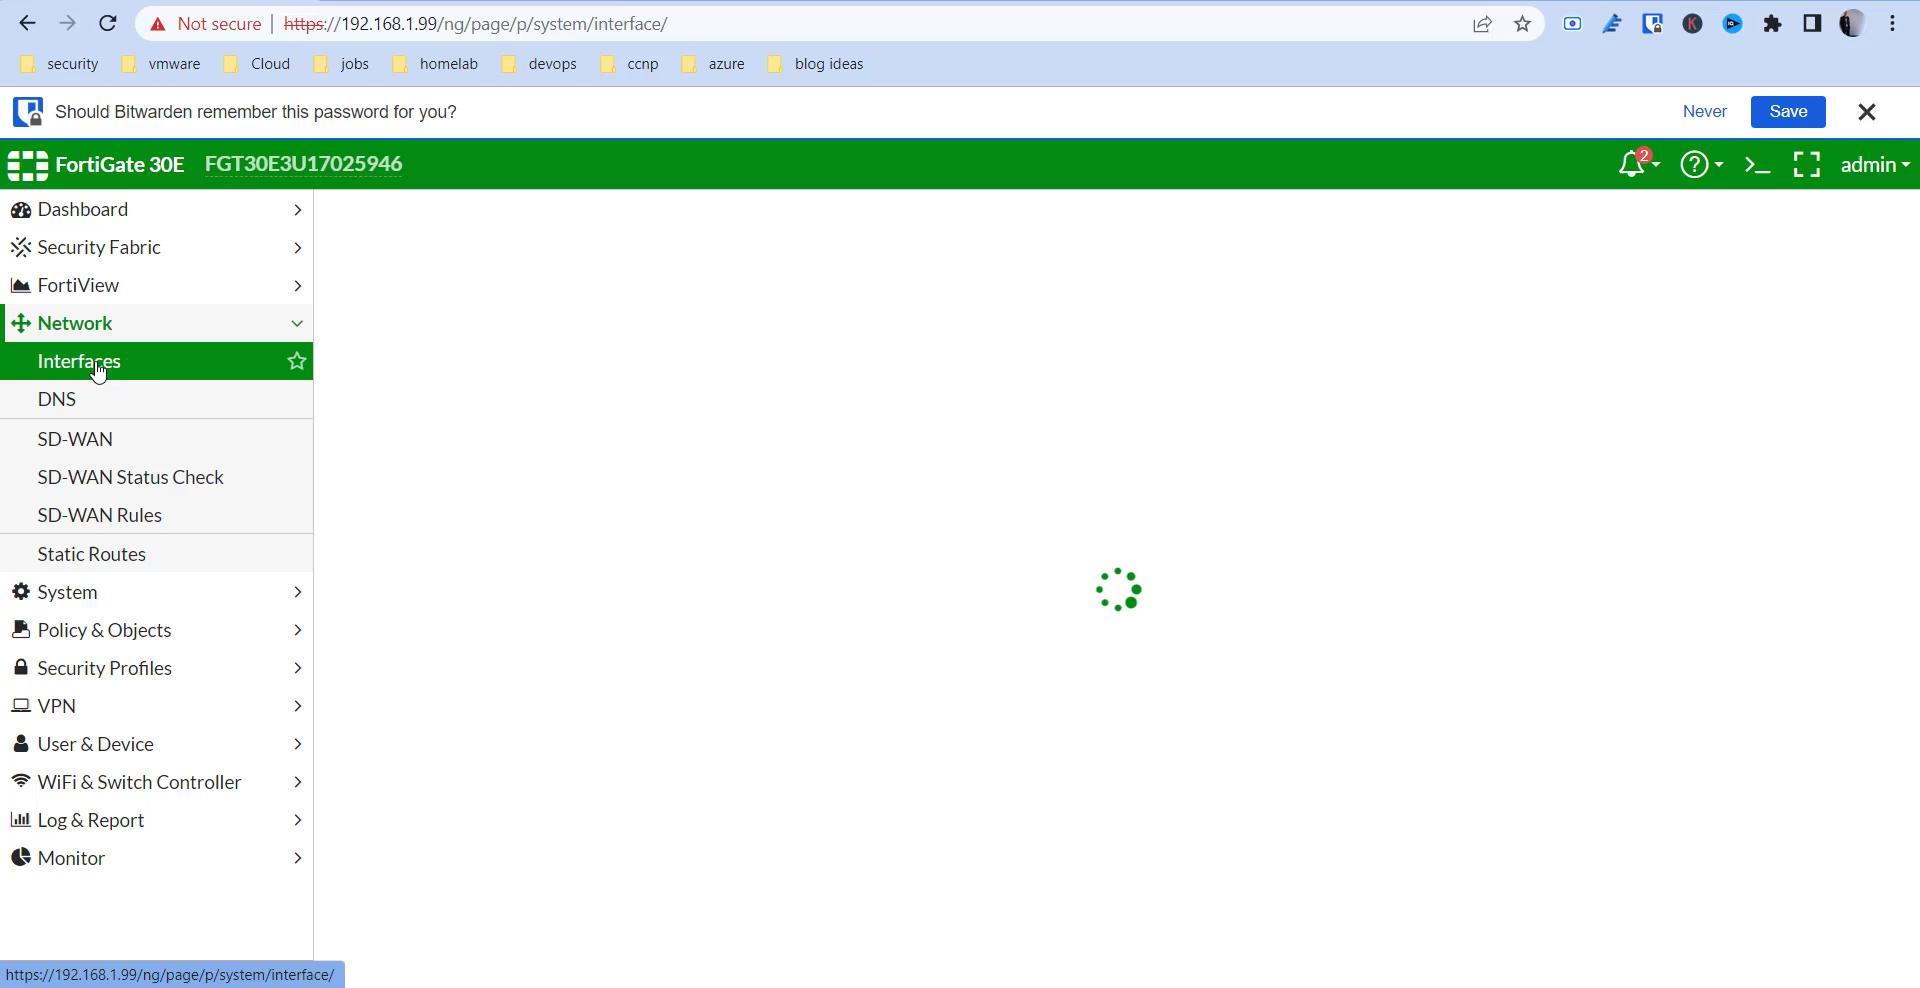 Not secure | https://192.168.1.99/ng/page/p/system/interface/
security vmware Cloud jobs homelab devops ccnp azure blog ideas
Should Bitwarden remember this password for you? Never Save
FortiGate 30E FGT30E3U17025946 2 admin
Dashboard
Security Fabric
FortiView
Network
Interfaces
DNS
SD-WAN
SD-WAN Status Check
SD-WAN Rules
Static Routes
System
Policy & Objects
Security Profiles
VPN
User & Device
WiFi & Switch Controller
Log & Report
Monitor
https://192.168.1.99/ng/page/p/system/interface/